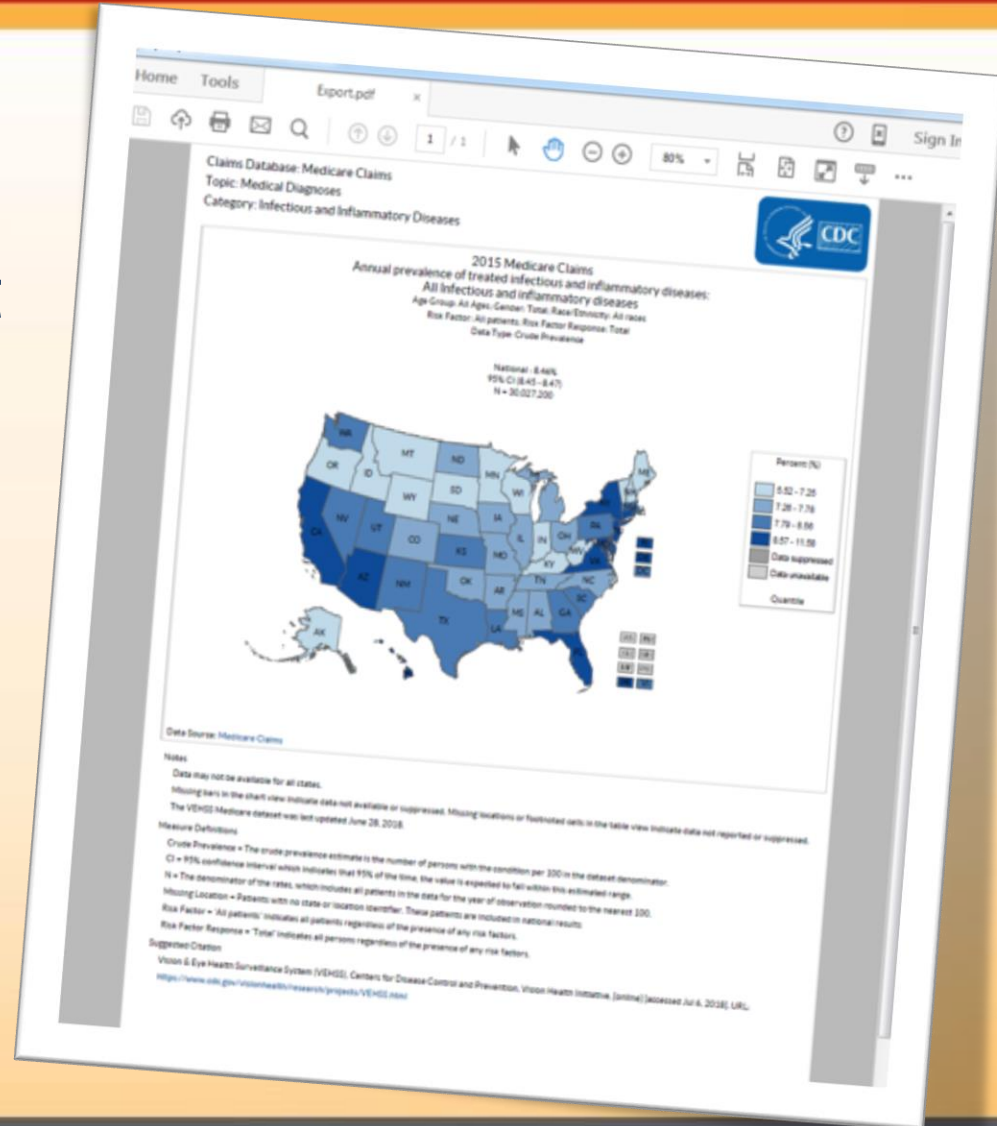 Home Tools Export.pdf ×
1 / 1 80% Sign In
Claims Database: Medicare Claims
Topic: Medical Diagnoses
Category: Infectious and Inflammatory Diseases
CDC
2015 Medicare Claims
Annual prevalence of treated infectious and inflammatory diseases:
All Infectious and inflammatory diseases
Age Group: All Ages; Gender: Total; Race/Ethnicity: All races
Risk Factor: All patients; Risk Factor Response: Total
Data Type: Crude Prevalence
National: 8.46%
95% CI (8.45 - 8.47)
N = 30,027,200
WA
MT
ND
OR
ID
MN
SD
WI
ME
WY
NV
UT
CO
NE
IA
IL
IN
OH
PA
CA
KS
MO
KY
WV
AZ
NM
OK
AR
TN
NC
SC
TX
LA
MS
AL
GA
AK
Percent (%)
5.52 - 7.25
7.26 - 7.78
7.79 - 8.56
8.57 - 11.58
Data suppressed
Data unavailable
Quantile
Data Source: Medicare Claims
Notes
Data may not be available for all states.
Missing bars in the chart view indicate data not available or suppressed. Missing locations or footnoted cells in the table view indicate data not reported or suppressed.
The VEHSS Medicare dataset was last updated June 28, 2018.
Measure Definitions
Crude Prevalence = The crude prevalence estimate is the number of persons with the condition per 100 in the dataset denominator.
CI = 95% confidence interval which indicates that 95% of the time, the value is expected to fall within this estimated range.
N = The denominator of the rates, which includes all patients in the data for the year of observation rounded to the nearest 100.
Missing Location = Patients with no state or location identifier. These patients are included in national results
Risk Factor = 'All patients' indicates all patients regardless of the presence of any risk factors.
Risk Factor Response = 'Total' indicates all persons regardless of the presence of any risk factors.
Suggested Citation
Vision & Eye Health Surveillance System (VEHSS). Centers for Disease Control and Prevention, Vision Health Initiative. [online] [accessed Jul 6, 2018]. URL:
https://www.cdc.gov/visionhealth/research/projects/VEHSS.html